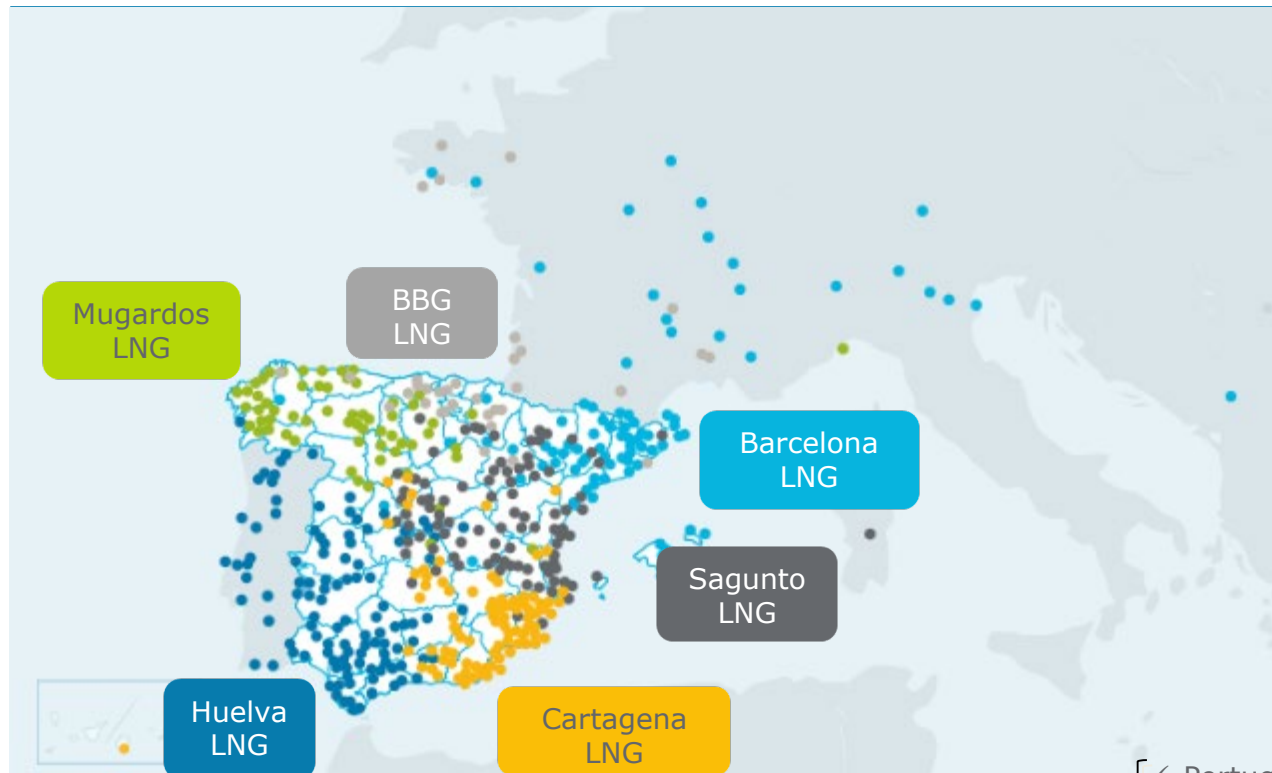 Mugardos
LNG
BBG
LNG
Barcelona
LNG
Sagunto
LNG
Huelva
LNG
Cartagena
LNG